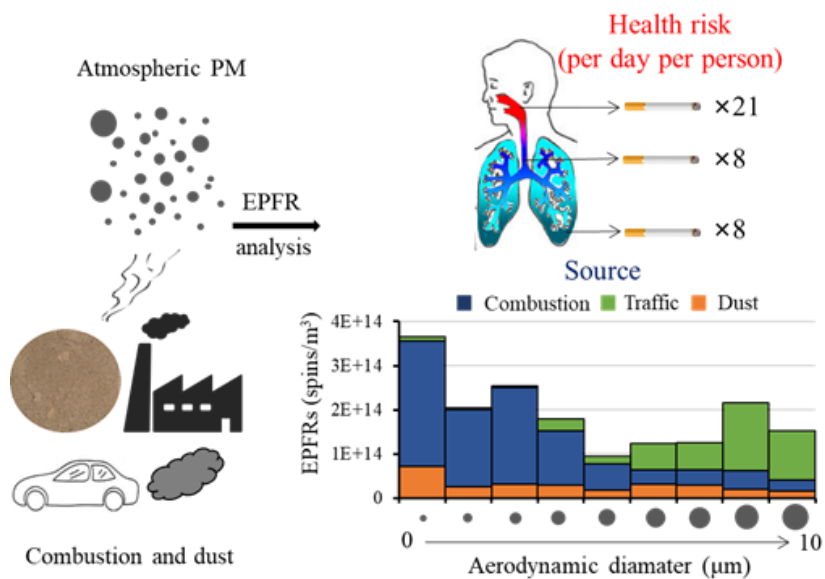 Atmospheric PM
EPFR
analysis
Combustion and dust
Health risk
(per day per person)
×21
×8
×8
Source
Combustion Traffic Dust
EPFRs (spins/m³)
4E+14
3E+14
2E+14
1E+14
0
0 10
Aerodynamic diamater (μm)